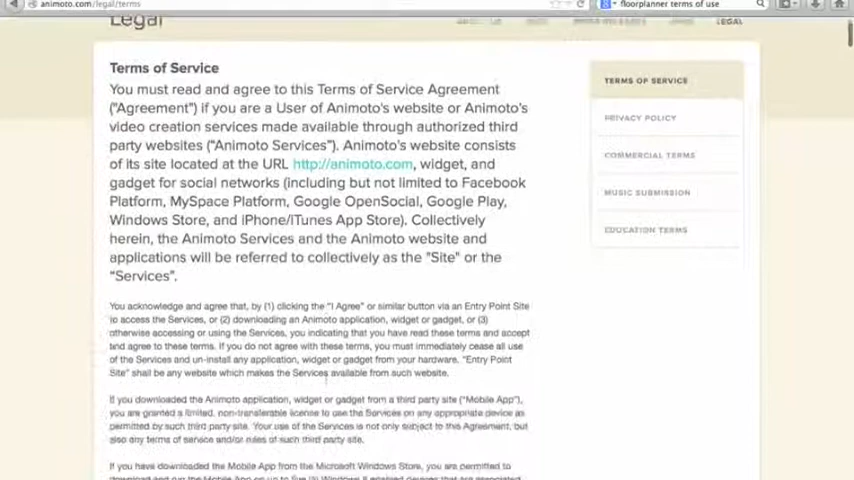 animoto.com/legal/terms
floorplanner terms of use
Legal
LEGAL
Terms of Service
You must read and agree to this Terms of Service Agreement
("Agreement") if you are a User of Animoto's website or Animoto's
video creation services made available through authorized third
party websites ("Animoto Services"). Animoto's website consists
of its site located at the URL http://animoto.com, widget, and
gadget for social networks (including but not limited to Facebook
Platform, MySpace Platform, Google OpenSocial, Google Play,
Windows Store, and iPhone/iTunes App Store). Collectively
herein, the Animoto Services and the Animoto website and
applications will be referred to collectively as the "Site" or the
"Services".
You acknowledge and agree that, by (1) clicking the "I Agree" or similar button via an Entry Point Site
to access the Services, or (2) downloading an Animoto application, widget or gadget, or (3)
otherwise accessing or using the Services, you indicating that you have read these terms and accept
and agree to these terms. If you do not agree with these terms, you must immediately cease all use
of the Services and un-install any application, widget or gadget from your hardware. "Entry Point
Site" shall be any website which makes the Services available from such website.
If you downloaded the Animoto application, widget or gadget from a third party site ("Mobile App"),
you are granted a limited, non-transferable license to use the Services on any appropriate device as
permitted by such third party site. Your use of the Services is not only subject to this Agreement, but
also any terms of service and/or rules of such third party site.
If you have downloaded the Mobile App from the Microsoft Windows Store, you are permitted to
TERMS OF SERVICE
PRIVACY POLICY
COMMERCIAL TERMS
MUSIC SUBMISSION
EDUCATION TERMS